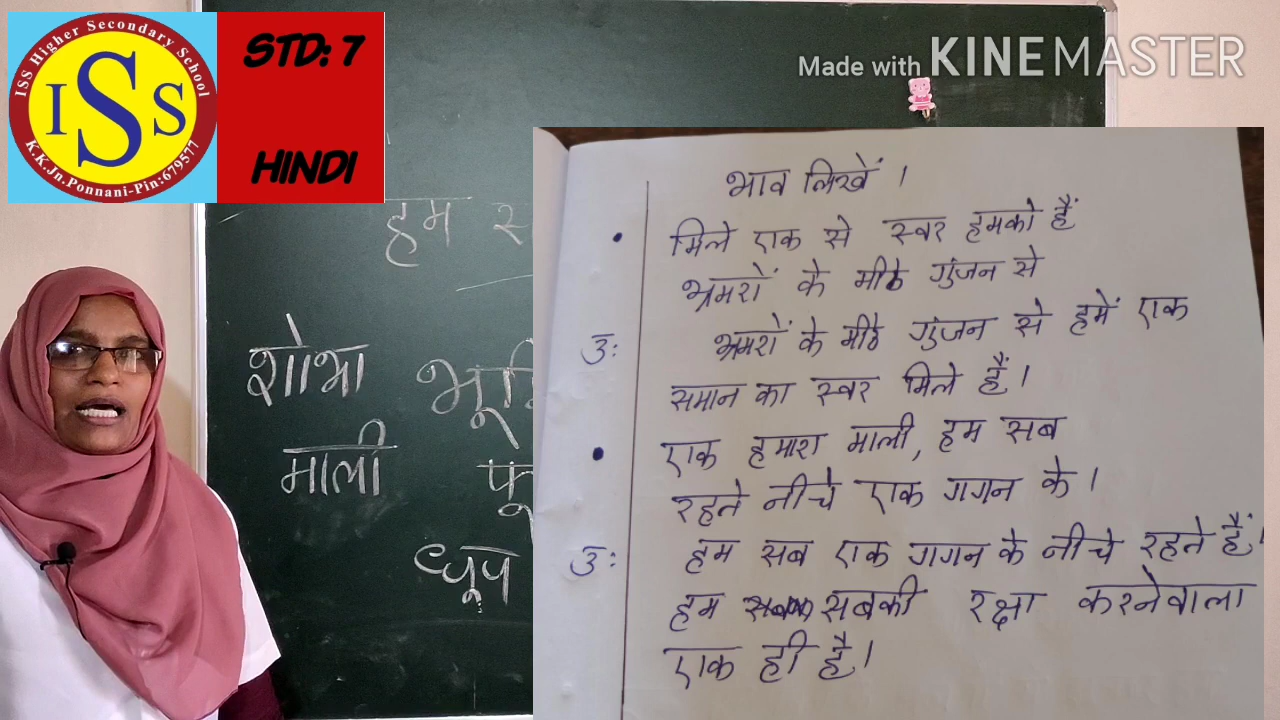 ISS Higher Secondary School
ISS
K.K.Jn.Ponnani-Pin:679577
STD: 7
HINDI
Made with KINEMASTER
हम
शोभा
माली
धूप
भाव लिखें।
• मिले एक से स्वर हमको हैं
भ्रमरों के मीठे गुंजन से
उः भ्रमरों के मीठे गुंजन से हमें एक
समान का स्वर मिले हैं।
• एक हमारा माली, हम सब
रहते नीचे एक गगन के।
उः हम सब एक गगन के नीचे रहते हैं।
हम सबकी रक्षा करनेवाला
एक ही है।